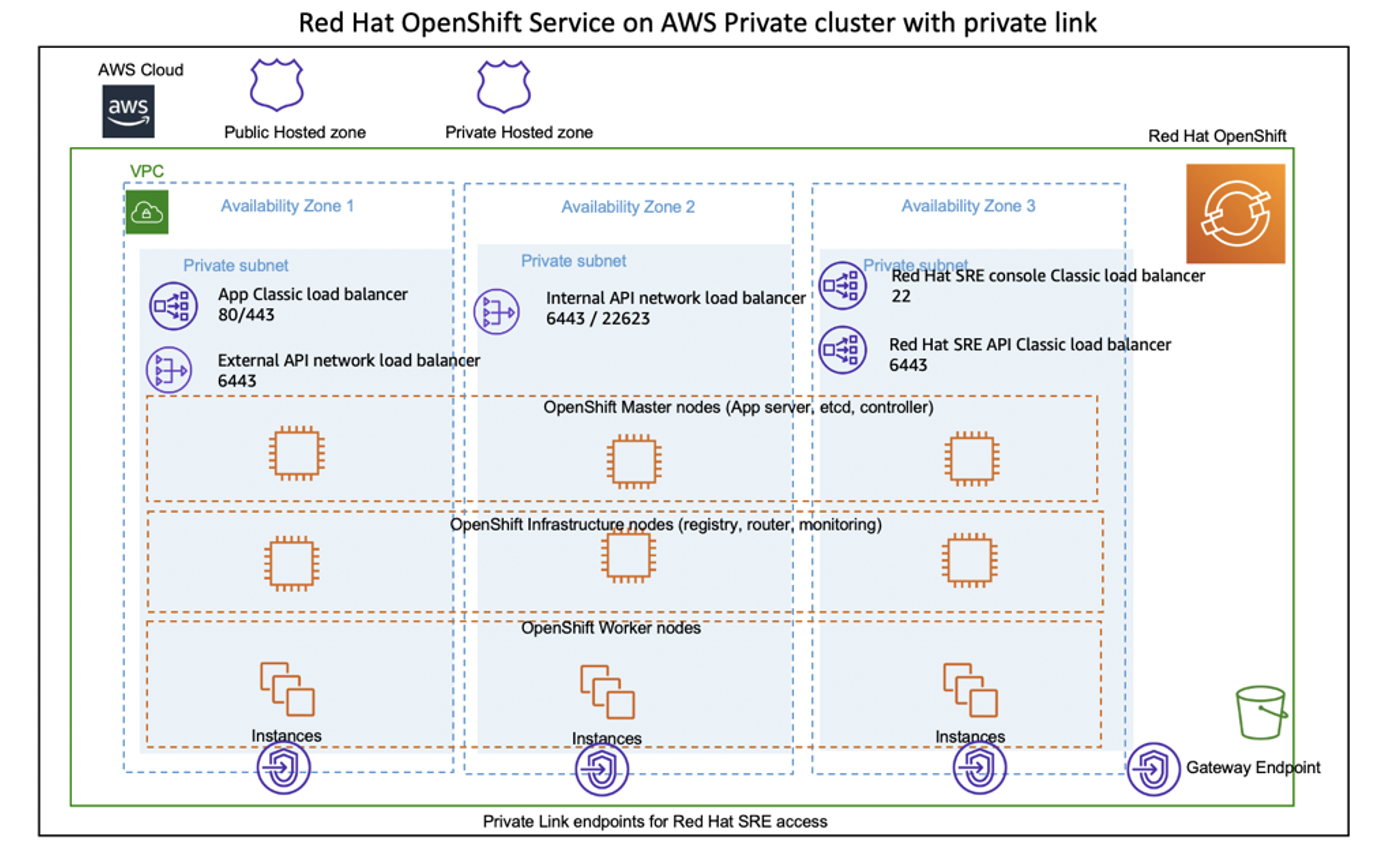 Red Hat OpenShift Service on AWS Private cluster with private link
AWS Cloud
aws
Public Hosted zone
Private Hosted zone
Red Hat OpenShift
VPC
Availability Zone 1
Availability Zone 2
Availability Zone 3
Private subnet
App Classic load balancer
80/443
External API network load balancer
6443
Private subnet
Internal API network load balancer
6443 / 22623
Private subnet
Red Hat SRE console Classic load balancer
22
Red Hat SRE API Classic load balancer
6443
OpenShift Master nodes (App server, etcd, controller)
OpenShift Infrastructure nodes (registry, router, monitoring)
OpenShift Worker nodes
Instances
Instances
Instances
Gateway Endpoint
Private Link endpoints for Red Hat SRE access